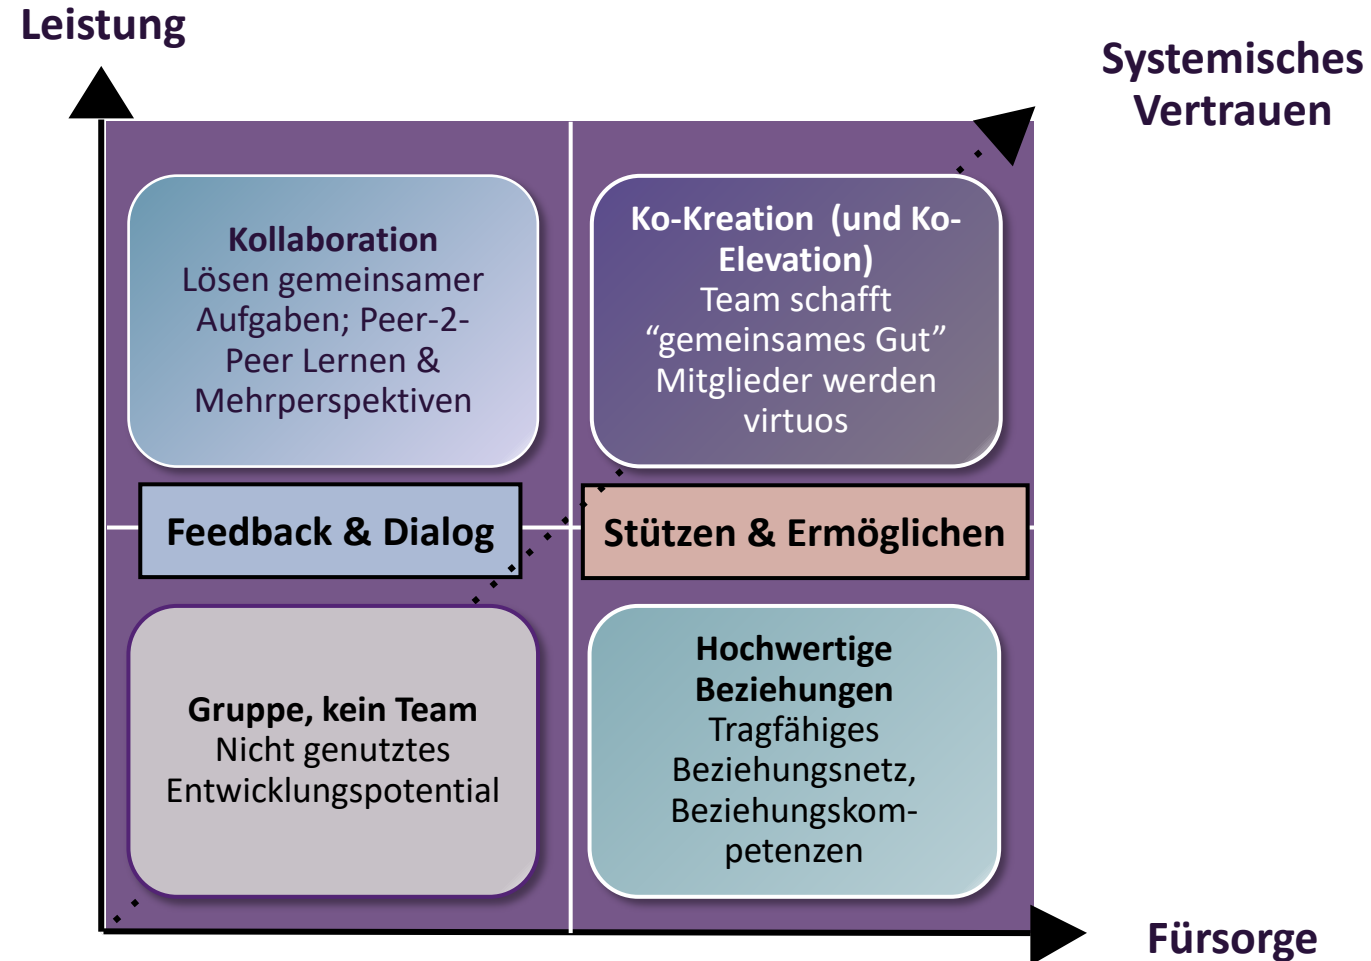 Leistung
Systemisches
Vertrauen
Kollaboration
Lösen gemeinsamer
Aufgaben; Peer-2-
Peer Lernen &
Mehrperspektiven
Ko-Kreation (und Ko-
Elevation)
Team schafft
“gemeinsames Gut”
Mitglieder werden
virtuos
Feedback & Dialog
Stützen & Ermöglichen
Gruppe, kein Team
Nicht genutztes
Entwicklungspotential
Hochwertige
Beziehungen
Tragfähiges
Beziehungsnetz,
Beziehungskom-
petenzen
Fürsorge